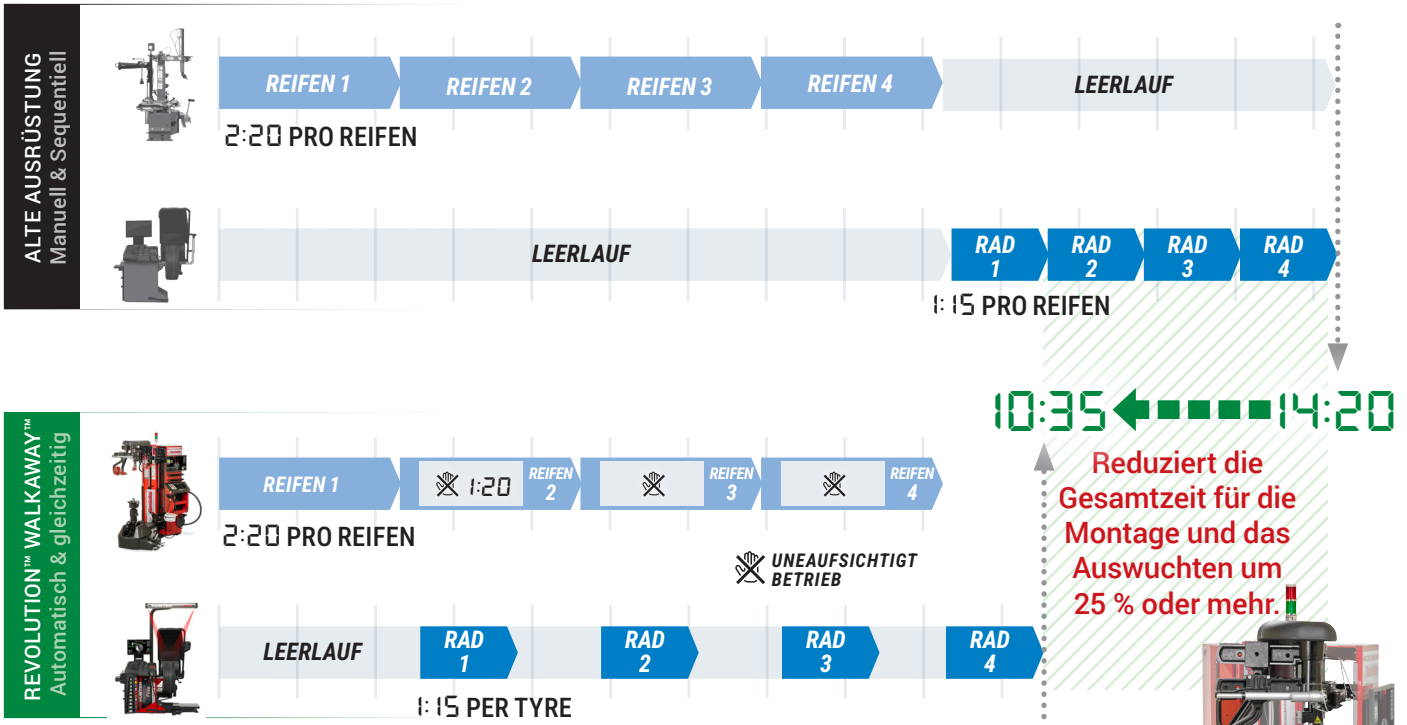 ALTE AUSRÜSTUNG
Manuell & Sequentiell
REIFEN 1
REIFEN 2
REIFEN 3
REIFEN 4
LEERLAUF
2:20 PRO REIFEN
LEERLAUF
RAD
1
RAD
2
RAD
3
RAD
4
1:15 PRO REIFEN
10:35
14:20
REVOLUTION™ WALKAWAY™
Automatisch & gleichzeitig
REIFEN 1
1:20
REIFEN
2
REIFEN
3
REIFEN
4
2:20 PRO REIFEN
UNEAUFSICHTIGT
BETRIEB
Reduziert die
Gesamtzeit für die
Montage und das
Auswuchten um
25 % oder mehr.
LEERLAUF
RAD
1
RAD
2
RAD
3
RAD
4
1:15 PER TYRE